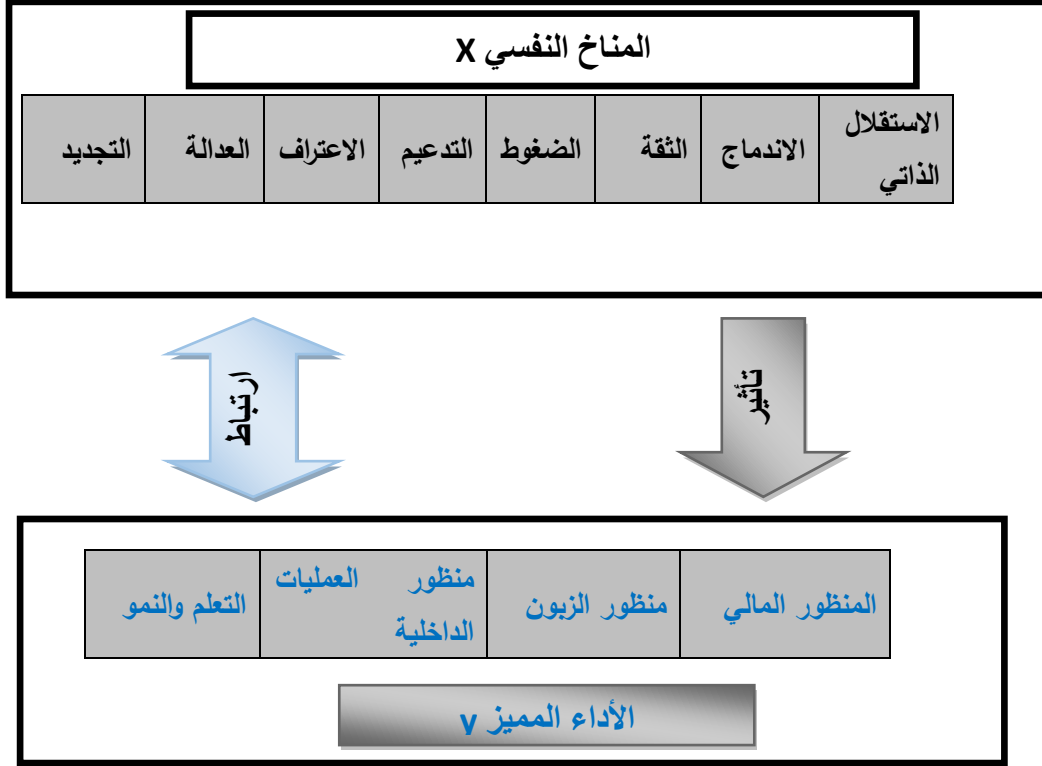 المناخ النفسي X
الاستقلال الذاتي
الاندماج
الثقة
الضغوط
التدعيم
الاعتراف
العدالة
التجديد
ارتباط
تأثير
المنظور المالي
منظور الزبون
منظور العمليات
الداخلية
التعلم والنمو
الأداء المميز y